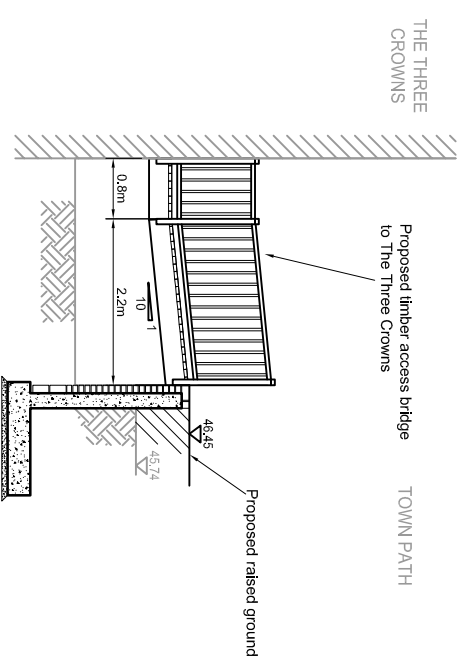 THE THREE
CROWNS
Proposed timber access bridge
to The Three Crowns
TOWN PATH
0.8m
2.2m
10
1
46.45
45.74
Proposed raised ground